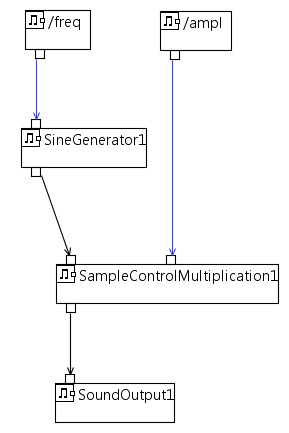 /freq
/ampl
SineGenerator1
SampleControlMultiplication1
SoundOutput1